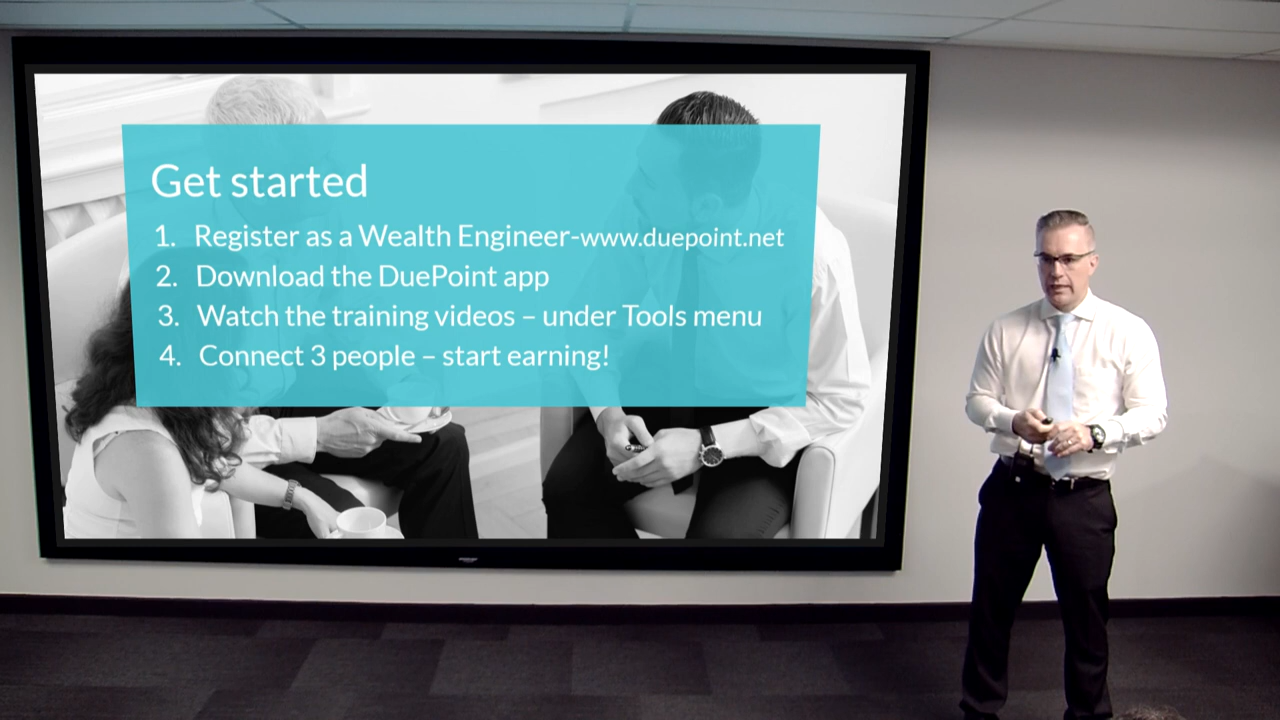 Get started
1. Register as a Wealth Engineer-www.duepoint.net
2. Download the DuePoint app
3. Watch the training videos – under Tools menu
4. Connect 3 people – start earning!